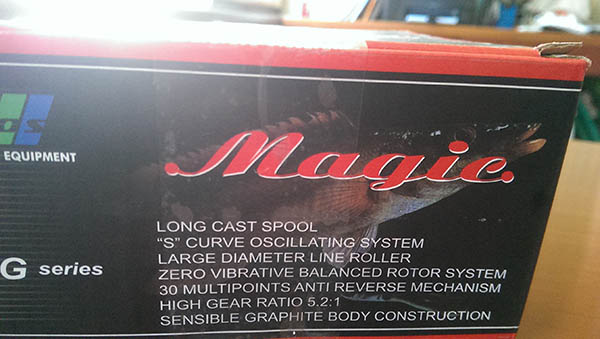 os
EQUIPMENT
G series
Magic.
LONG CAST SPOOL
“S” CURVE OSCILLATING SYSTEM
LARGE DIAMETER LINE ROLLER
ZERO VIBRATIVE BALANCED ROTOR SYSTEM
30 MULTIPOINTS ANTI REVERSE MECHANISM
HIGH GEAR RATIO 5.2:1
SENSIBLE GRAPHITE BODY CONSTRUCTION